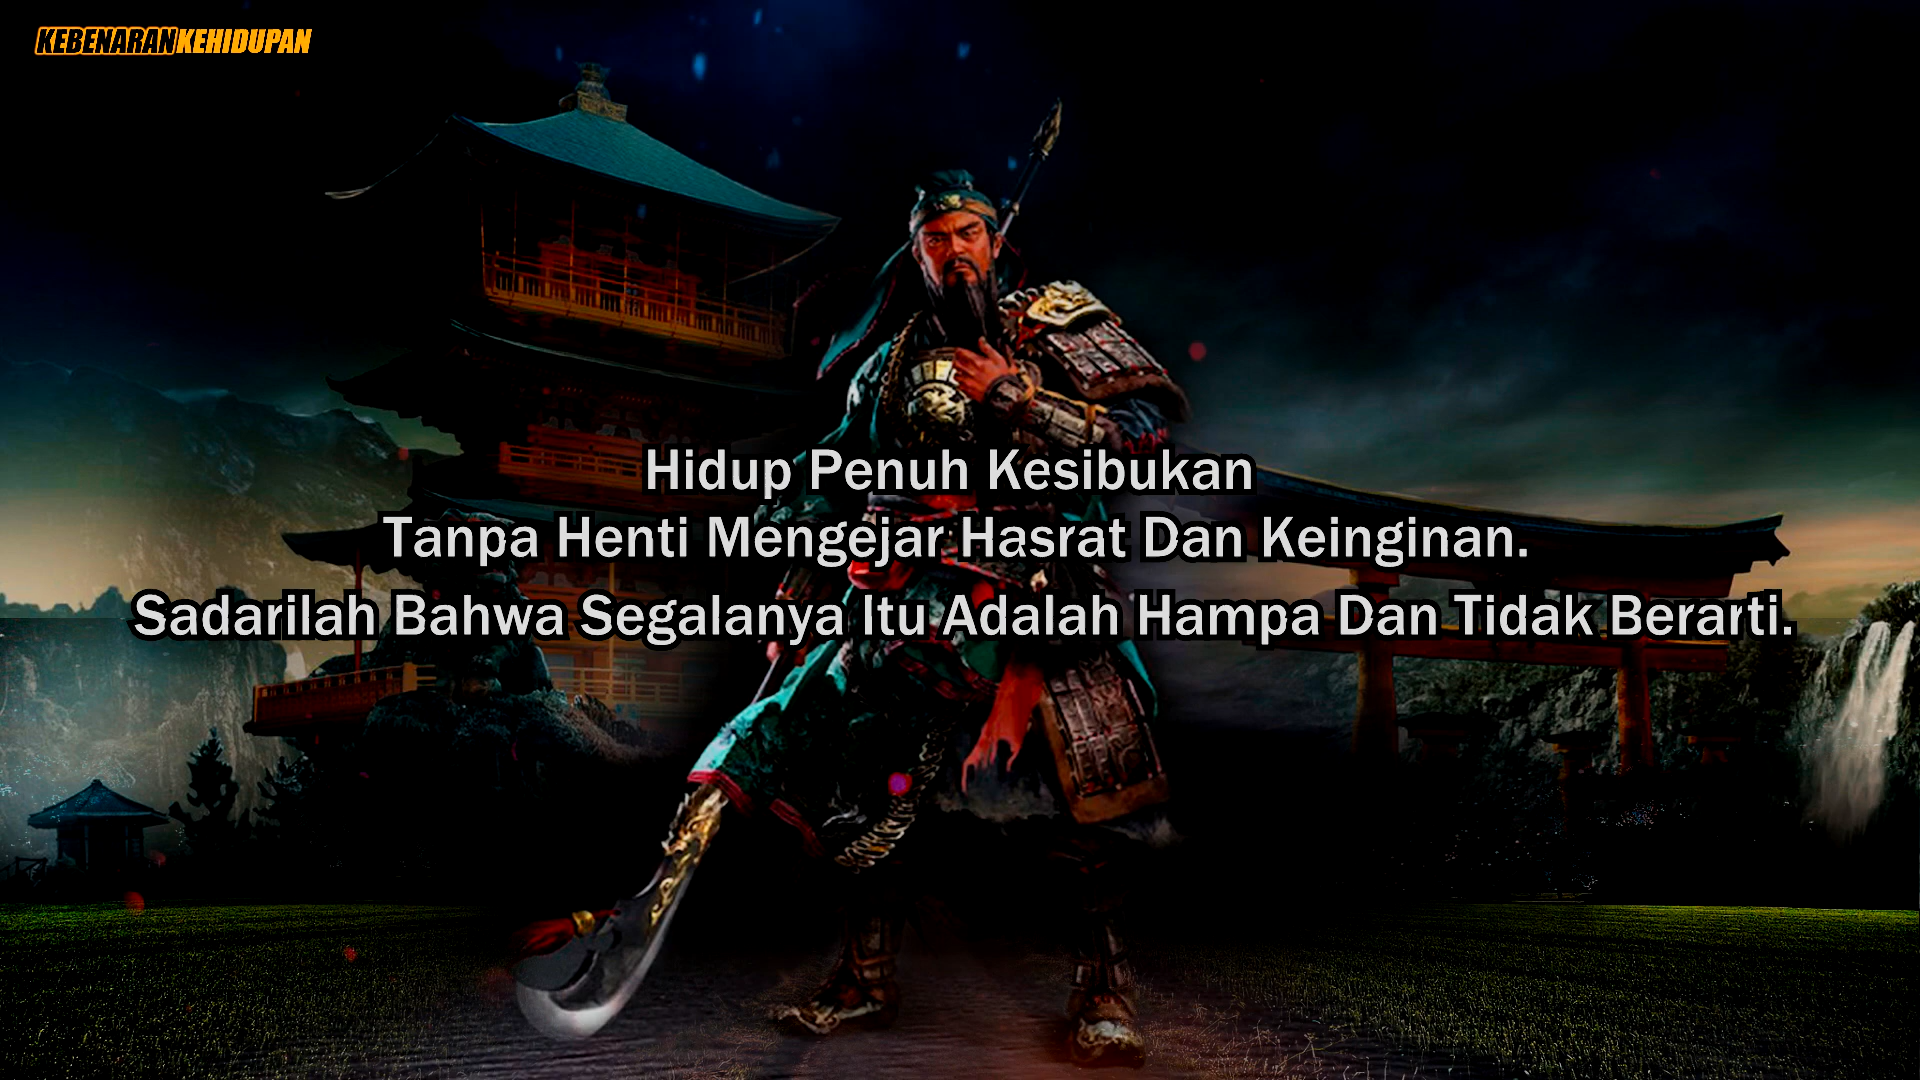 KEBENARANKEHIDUPAN
Hidup Penuh Kesibukan
Tanpa Henti Mengejar Hasrat Dan Keinginan.
Sadarilah Bahwa Segalanya Itu Adalah Hampa Dan Tidak Berarti.